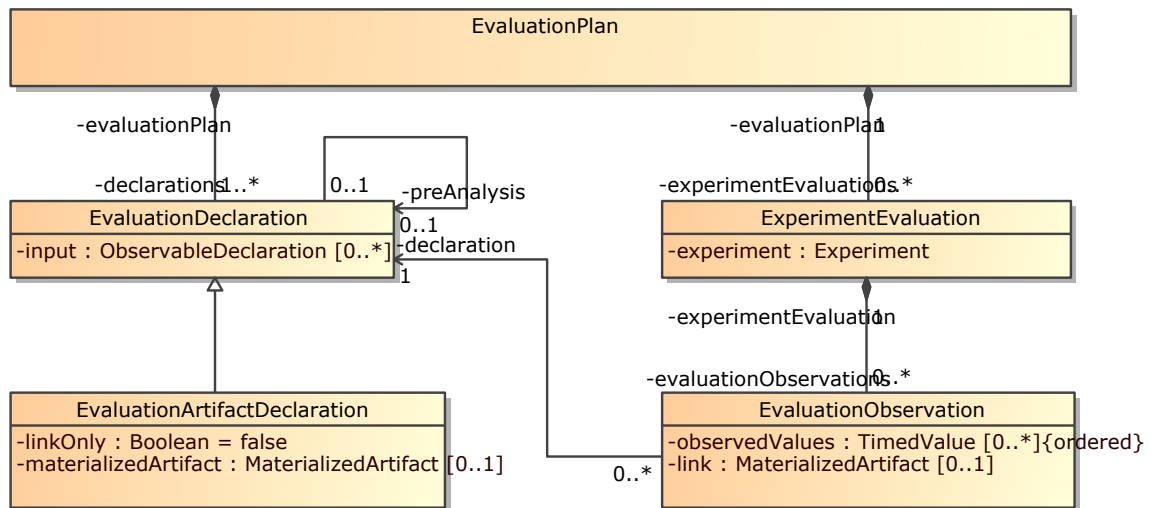 EvaluationPlan
-evaluationPlan
-evaluationPlan 1
-declarations 1..*
0..1
-preAnalysis
0..1
-experimentEvaluations 0..*
EvaluationDeclaration
-input : ObservableDeclaration [0..*]
-declaration
1
ExperimentEvaluation
-experiment : Experiment
-experimentEvaluation 1
-evaluationObservations 0..*
EvaluationArtifactDeclaration
-linkOnly : Boolean = false
-materializedArtifact : MaterializedArtifact [0..1]
EvaluationObservation
-observedValues : TimedValue [0..*]{ordered}
-link : MaterializedArtifact [0..1]
0..*